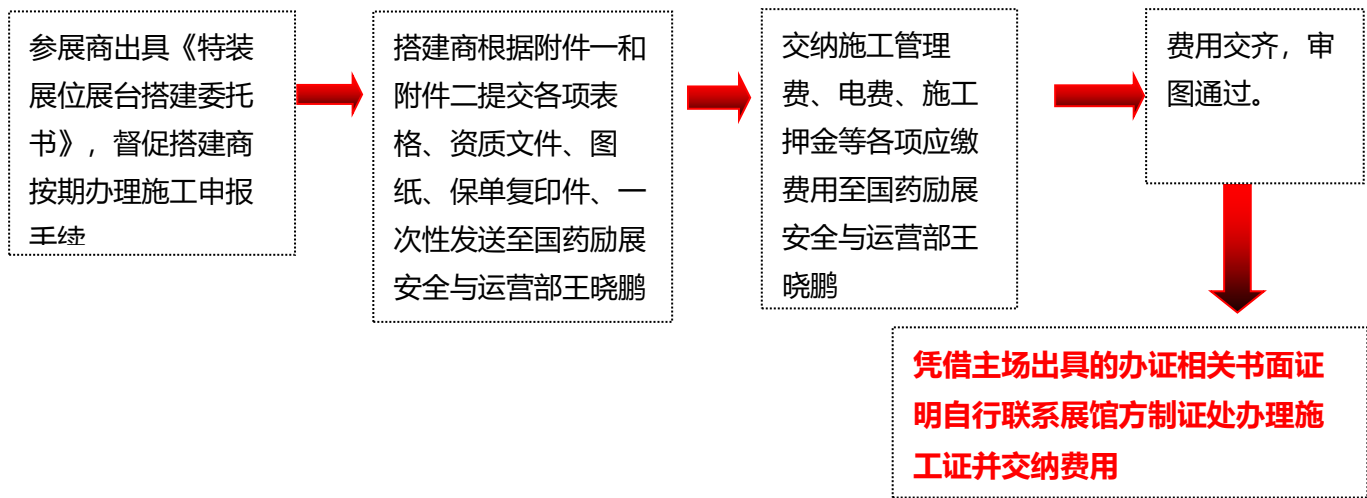 参展商出具《特装
展位展台搭建委托
书》，督促搭建商
按期办理施工申报
手续
搭建商根据附件一和
附件二提交各项表
格、资质文件、图
纸、保单复印件、一
次性发送至国药励展
安全与运营部王晓鹏
交纳施工管理
费、电费、施工
押金等各项应缴
费用至国药励展
安全与运营部王
晓鹏
费用交齐，审
图通过。
凭借主场出具的办证相关书面证
明自行联系展馆方制证处办理施
工证并交纳费用